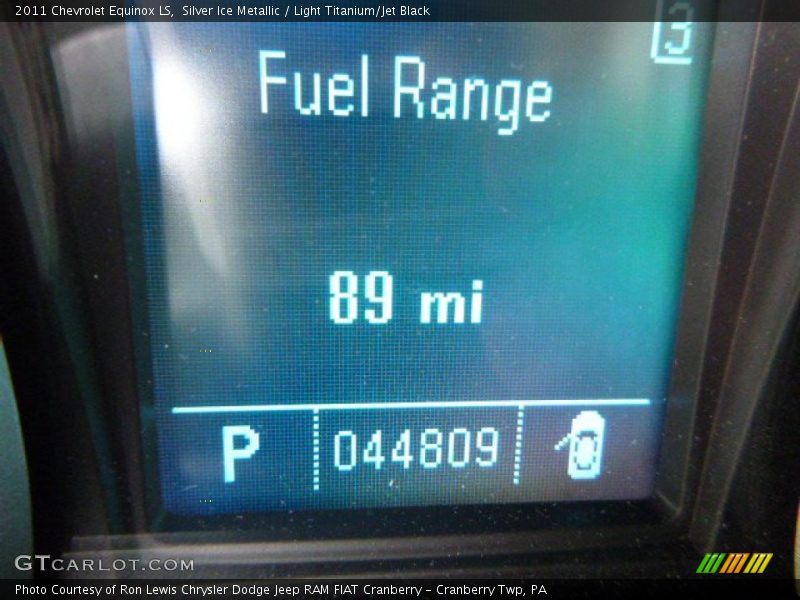 2011 Chevrolet Equinox LS, Silver Ice Metallic / Light Titanium/Jet Black
3
Fuel Range
89 mi
P 044809
GTCARLOT.COM
Photo Courtesy of Ron Lewis Chrysler Dodge Jeep RAM FIAT Cranberry - Cranberry Twp, PA